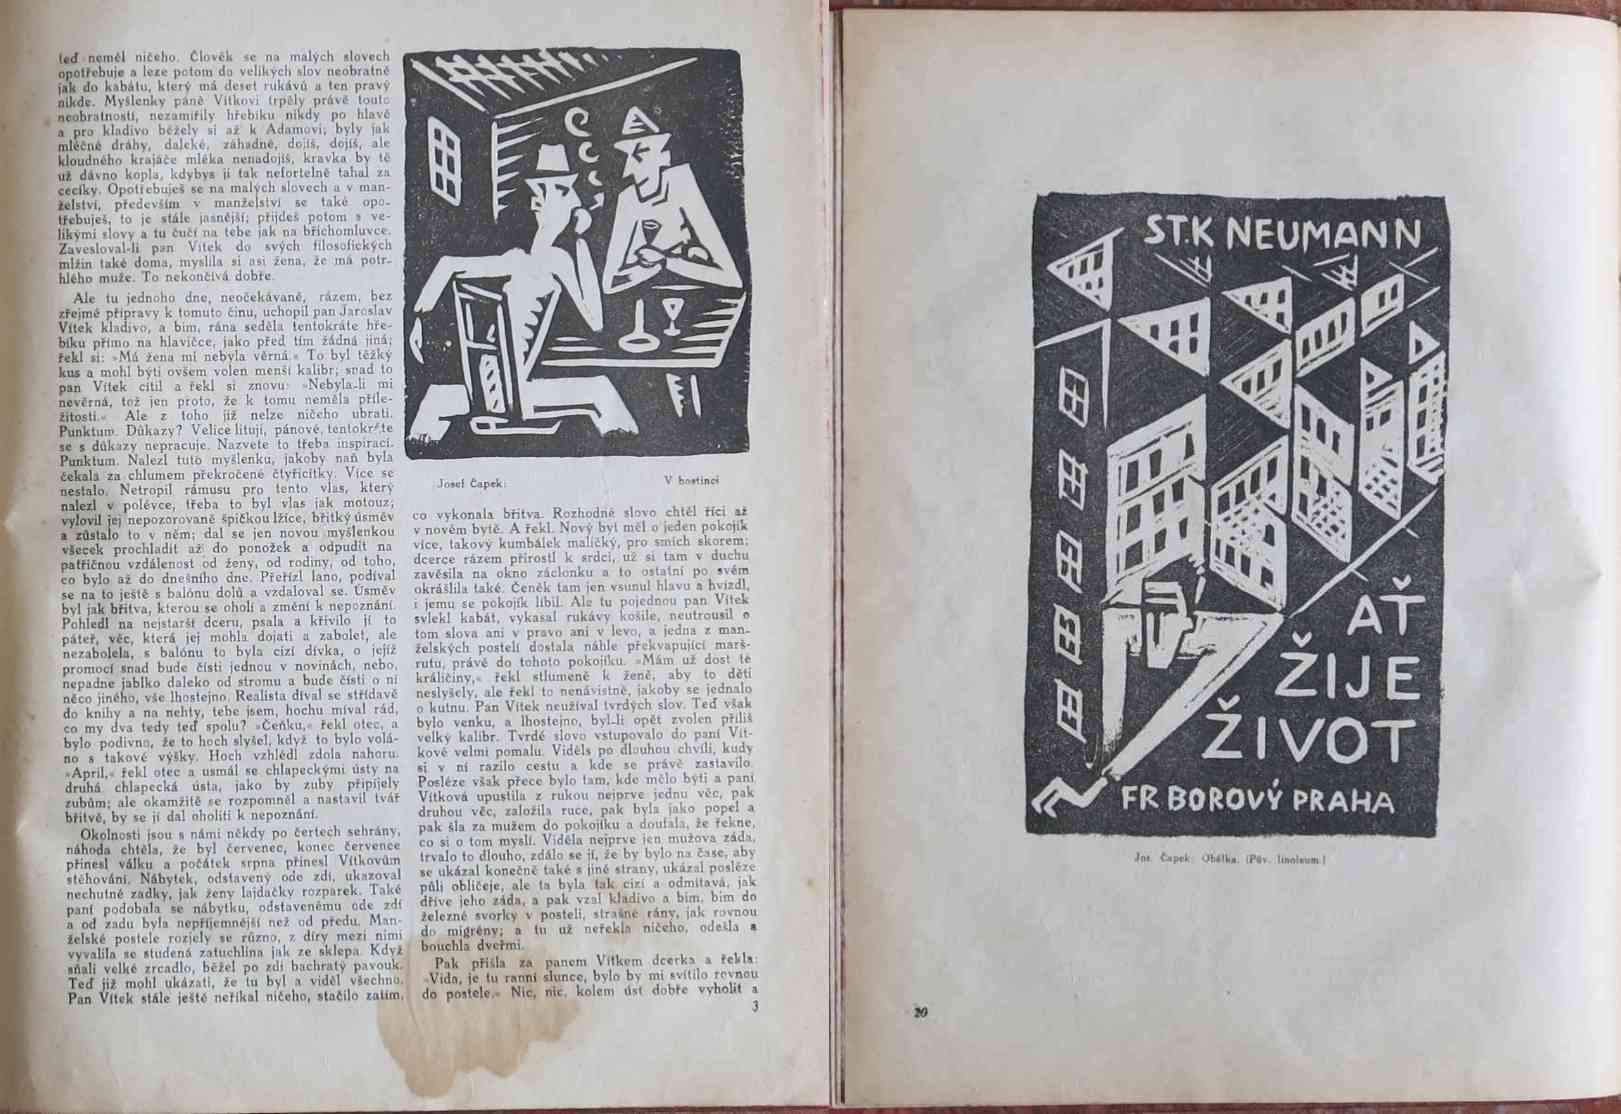 teď neměl ničeho. Člověk se na malých slovech
opotřebuje a leze potom do velikých slov neobratně
jak do kabátu, který má deset rukávů a ten pravý
nikde. Myšlenky páně Vítkovi trpěly právě touto
neobratností, nezamířily hřebíku nikdy po hlavě
a pro kladivo běžely si až k Adamovi; byly jak
mléčné dráhy, daleké, záhadné, dojíš, dojíš, ale
kloudného krajáče mléka nenadojíš, kravka by tě
už dávno kopla, kdybys jí tak nefortelně tahal za
cecíky. Opotřebuješ se na malých slovech a v man-
želství, především v manželství se také opo-
třebuješ, to je stále jasnější; přijdeš potom s ve-
likými slovy a tu čučí na tebe jak na břichomluvce.
Zavesloval-li pan Vítek do svých filosofických
mlžin také doma, myslila si asi žena, že má potr-
hlého muže. To nekončívá dobře.
Ale tu jednoho dne, neočekávaně, rázem, bez
zřejmé přípravy k tomuto činu, uchopil pan Jaroslav
Vítek kladivo, a bim, rána seděla tentokráte hře-
bíku přímo na hlavičce, jako před tím žádná jiná;
řekl si: »Má žena mi nebyla věrná.« To byl těžký
kus a mohl býti ovšem volen menší kalibr; snad to
pan Vítek cítil a řekl si znovu: »Nebyla-li mi
nevěrná, tož jen proto, že k tomu neměla příle-
žitosti.« Ale z toho již nelze ničeho ubrati.
Punktum. Důkazy? Velice lituji, pánové, tentokráte
se s důkazy nepracuje. Nazvete to třeba inspirací.
Punktum. Nalezl tuto myšlenku, jakoby naň byla
čekala za chlumem překročené čtyřicítky. Více se
nestalo. Netropil rámusu pro tento vlas, který
nalezl v polévce, třeba to byl vlas jak motouz;
vylovil jej nepozorovaně špičkou lžíce, břitký úsměv
a zůstalo to v něm; dal se jen novou myšlenkou
všecek prochladit až do ponožek a odpudit na
patřičnou vzdálenost od ženy, od rodiny, od toho,
co bylo až do dnešního dne. Přeřízl lano, podíval
se na to ještě s balónu dolů a vzdaloval se. Úsměv
byl jak břitva, kterou se oholí a změní k nepoznání.
Pohledl na nejstarší dceru, psala a křivilo jí to
páteř, věc, která jej mohla dojati a zabolet, ale
nezabolela, s balónu to byla cizí dívka, o jejíž
promoci snad bude čísti jednou v novinách, nebo,
nepadne jablko daleko od stromu a bude čísti o ní
něco jiného, vše lhostejno. Realista díval se střídavě
do knihy a na nehty, tebe jsem, hochu míval rád,
co my dva tedy teď spolu? »Čeňku,« řekl otec, a
bylo podivno, že to hoch slyšel, když to bylo volá-
no s takové výšky. Hoch vzhlédl zdola nahoru.
»April,« řekl otec a usmál se chlapeckými ústy na
druhá chlapecká ústa, jako by zuby připíjely
zubům; ale okamžitě se rozpomněl a nastavil tvář
břitvě, by se jí dal oholiti k nepoznání.
Okolnosti jsou s námi někdy po čertech sehrány,
náhoda chtěla, že byl červenec, konec července
přinesl válku a počátek srpna přinesl Vítkovům
stěhování. Nábytek, odstavený ode zdi, ukazoval
nechutné zadky, jak ženy lajdačky rozparek. Také
paní podobala se nábytku, odstavenému ode zdí
a od zadu byla nepříjemnější než od předu. Man-
želské postele rozjely se různo, z díry mezi nimi
vyvalila se studená zatuchlina jak ze sklepa. Když
sňali velké zrcadlo, běžel po zdi bachratý pavouk.
Teď již mohl ukázati, že tu byl a viděl všechno.
Pan Vítek stále ještě neříkal ničeho, stačilo zatím,
Josef Čapek:
V hostinci
co vykonala břitva. Rozhodné slovo chtěl říci až
v novém bytě. A řekl. Nový byt měl o jeden pokojík
více, takový kumbálek maličký, pro smích skorem;
dcerce rázem přirostl k srdci, už si tam v duchu
zavěsila na okno záclonku a to ostatní po svém
okrášlila také. Čeněk tam jen vsunul hlavu a hvízdl,
i jemu se pokojík líbil. Ale tu pojednou pan Vítek
svlekl kabát, vykasal rukávy košile, neutrousil o
tom slova ani v pravo ani v levo, a jedna z man-
želských postelí dostala náhle překvapující marš-
rutu, právě do tohoto pokojíku. »Mám už dost té
králičiny,« řekl stlumeně k ženě, aby to děti
neslyšely, ale řekl to nenávistně, jakoby se jednalo
o kutnu. Pan Vítek neužíval tvrdých slov. Teď však
bylo venku, a lhostejno, byl-li opět zvolen příliš
velký kalibr. Tvrdé slovo vstupovalo do paní Vít-
kové velmi pomalu. Viděls po dlouhou chvíli, kudy
si v ní razilo cestu a kde se právě zastavilo.
Posléze však přece bylo tam, kde mělo býti a paní
Vítková upustila z rukou nejprve jednu věc, pak
druhou věc, založila ruce, pak byla jako popel a
pak šla za mužem do pokojíku a doufala, že řekne,
co si o tom myslí. Viděla nejprve jen mužova záda,
trvalo to dlouho, zdálo se jí, že by bylo na čase, aby
se ukázal konečně také s jiné strany, ukázal posléze
půli obličeje, ale ta byla tak cizí a odmítavá, jak
dříve jeho záda, a pak vzal kladivo a bim, bim do
železné svorky v posteli, strašné rány, jak rovnou
do migrény; a tu už neřekla ničeho, odešla a
bouchla dveřmi.
Pak přišla za panem Vítkem dcerka a řekla:
»Vida, je tu ranní slunce, bylo by mi svítilo rovnou
do postele.« Nic, nic, kolem úst dobře vyholit a
3
ST.K NEUMANN
AŤ
ŽIJE
ŽIVOT
FR BOROVÝ PRAHA
Jos. Čapek: Obálka. (Pův. linoleum.)
20